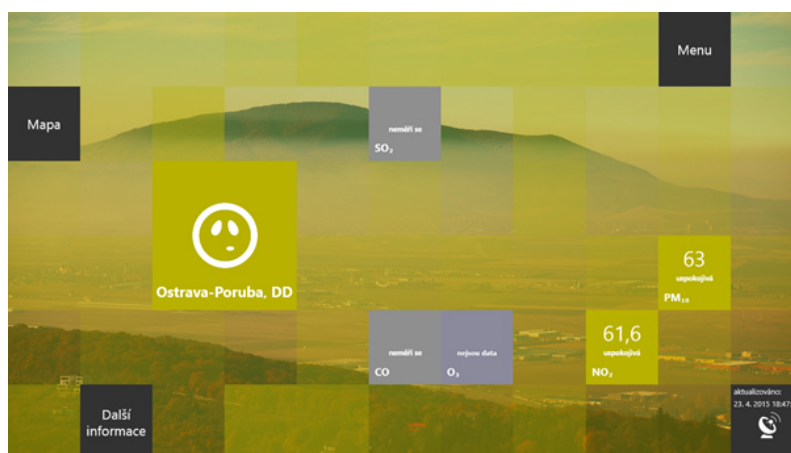 Menu
Mapa
neměří se
SO₂
Ostrava-Poruba, DD
63
uspokojivá
PM₁₀
neměří se
CO
nejsou data
O₃
61,6
uspokojivá
NO₂
Další
informace
aktualizováno:
23. 4. 2015 18:47: